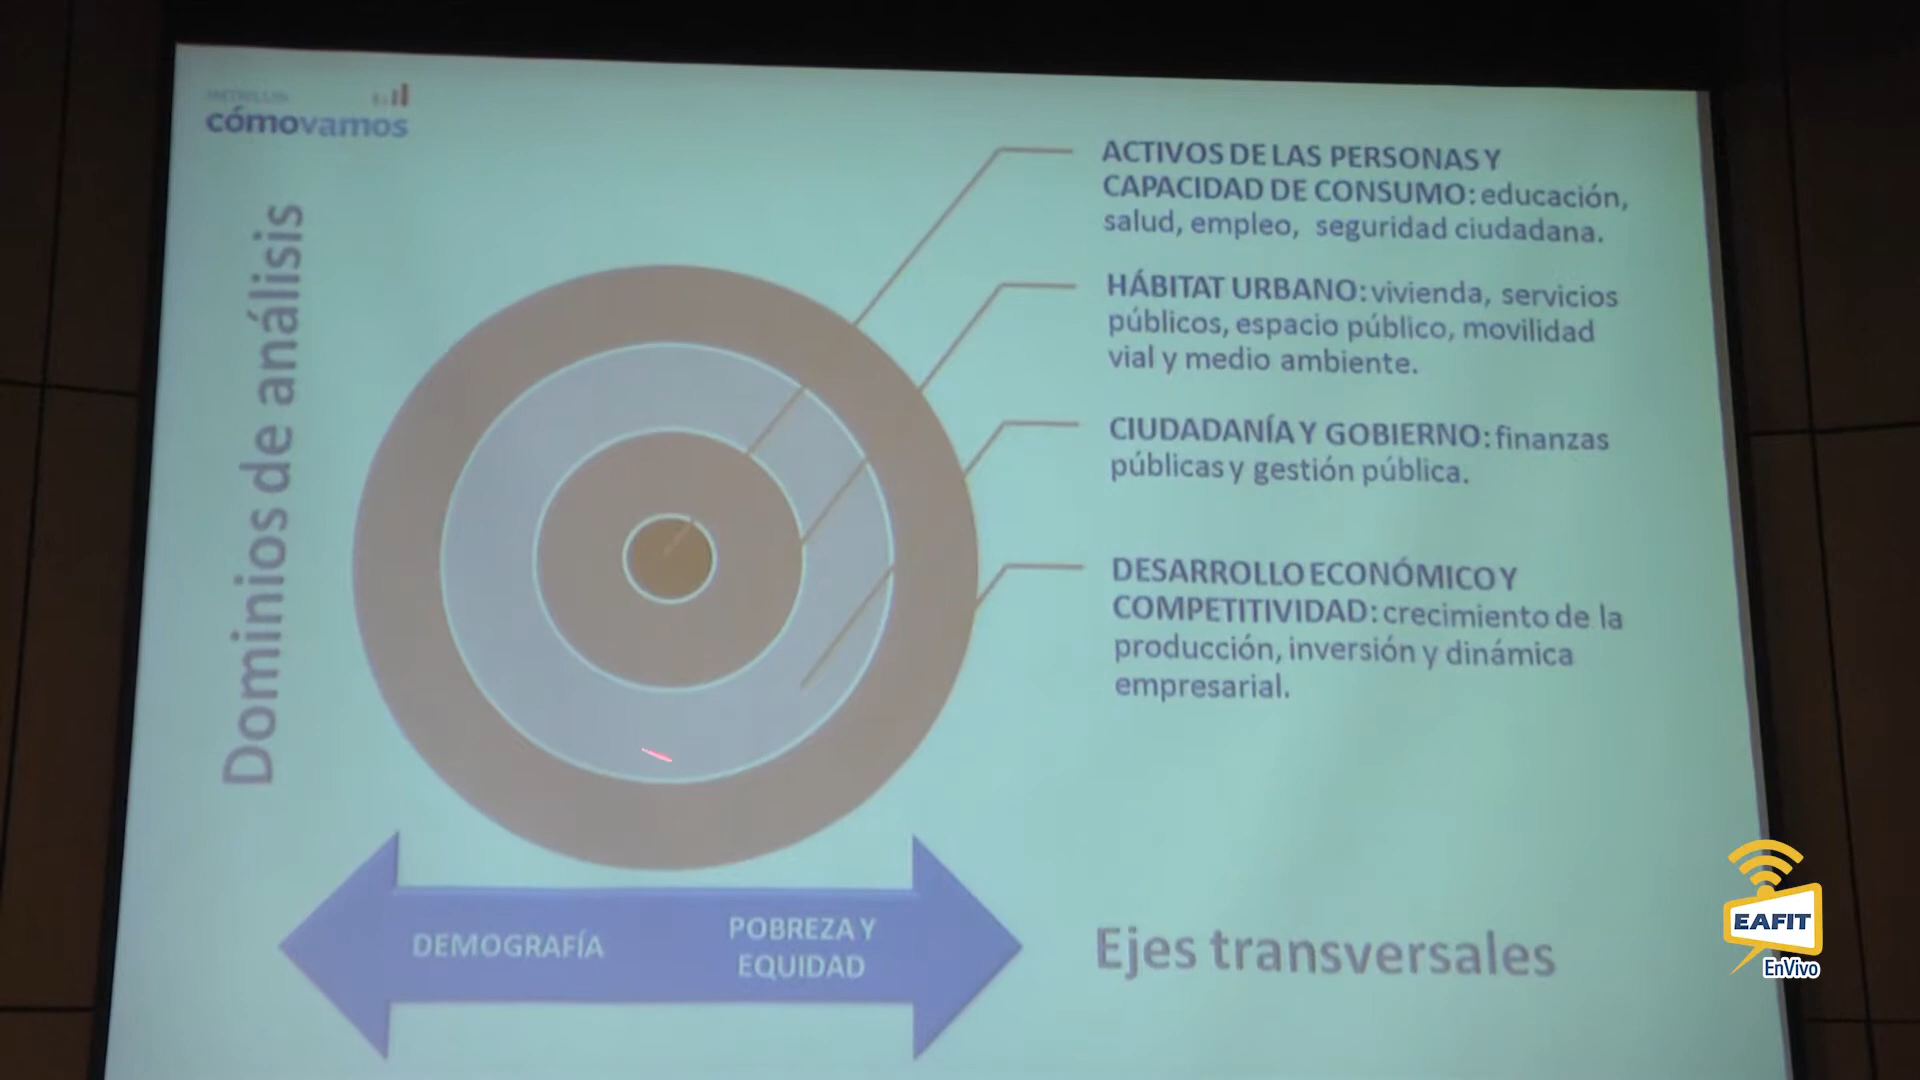 MEDELLÍN
cómovamos
Dominios de análisis
ACTIVOS DE LAS PERSONAS Y
CAPACIDAD DE CONSUMO: educación,
salud, empleo, seguridad ciudadana.
HÁBITAT URBANO: vivienda, servicios
públicos, espacio público, movilidad
vial y medio ambiente.
CIUDADANÍA Y GOBIERNO: finanzas
públicas y gestión pública.
DESARROLLO ECONÓMICO Y
COMPETITIVIDAD: crecimiento de la
producción, inversión y dinámica
empresarial.
DEMOGRAFÍA
POBREZA Y
EQUIDAD
Ejes transversales
EAFIT
EnVivo